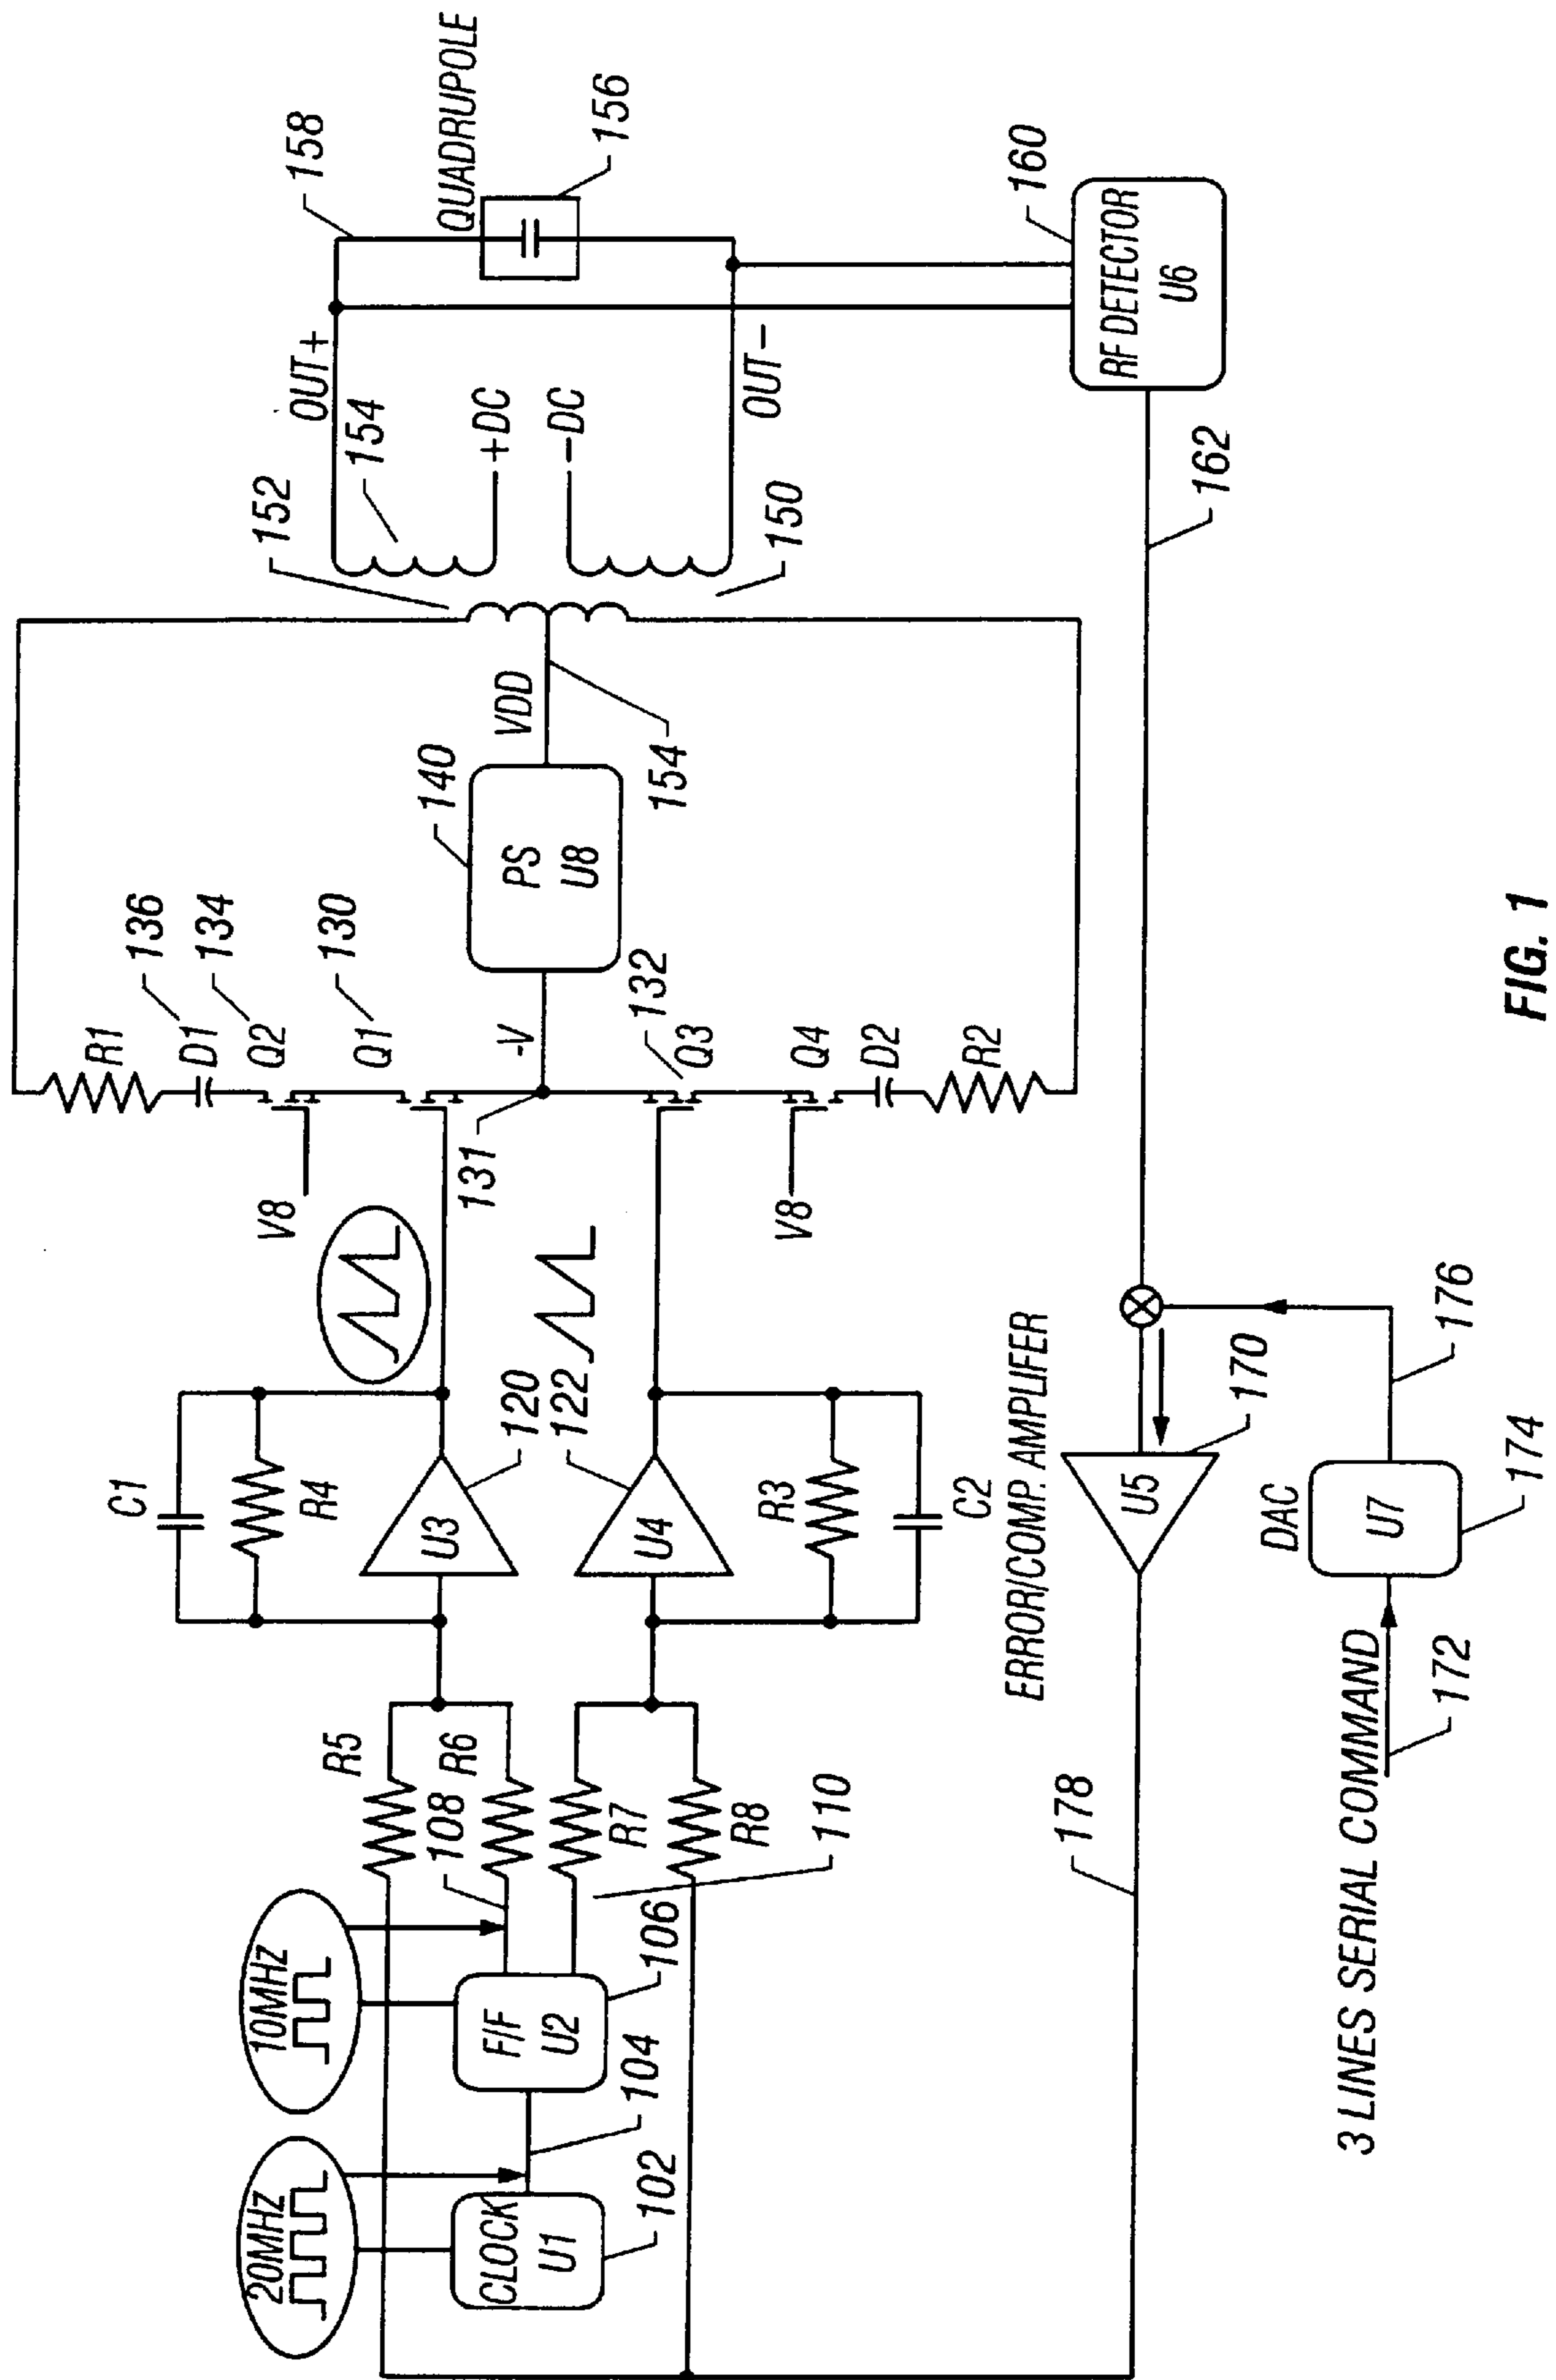 20MHZ
10MHZ
CLOCK
U1
102
104
F/F
U2
106
108
110
R5
R6
R7
R8
C1
R4
U3
120
122
U4
R3
C2
V8
131
V8
R1
D1
136
Q2
134
Q1
130
-V
132
Q3
Q4
D2
R2
140
PS
U8
VDD
154
152
150
154
OUT+
+DC
-DC
OUT-
158
QUADRUPOLE
156
160
RF DETECTOR
U6
162
ERROR/COMP. AMPLIFER
U5
170
176
DAC
U7
174
3 LINES SERIAL COMMAND
172
178
FIG. 1